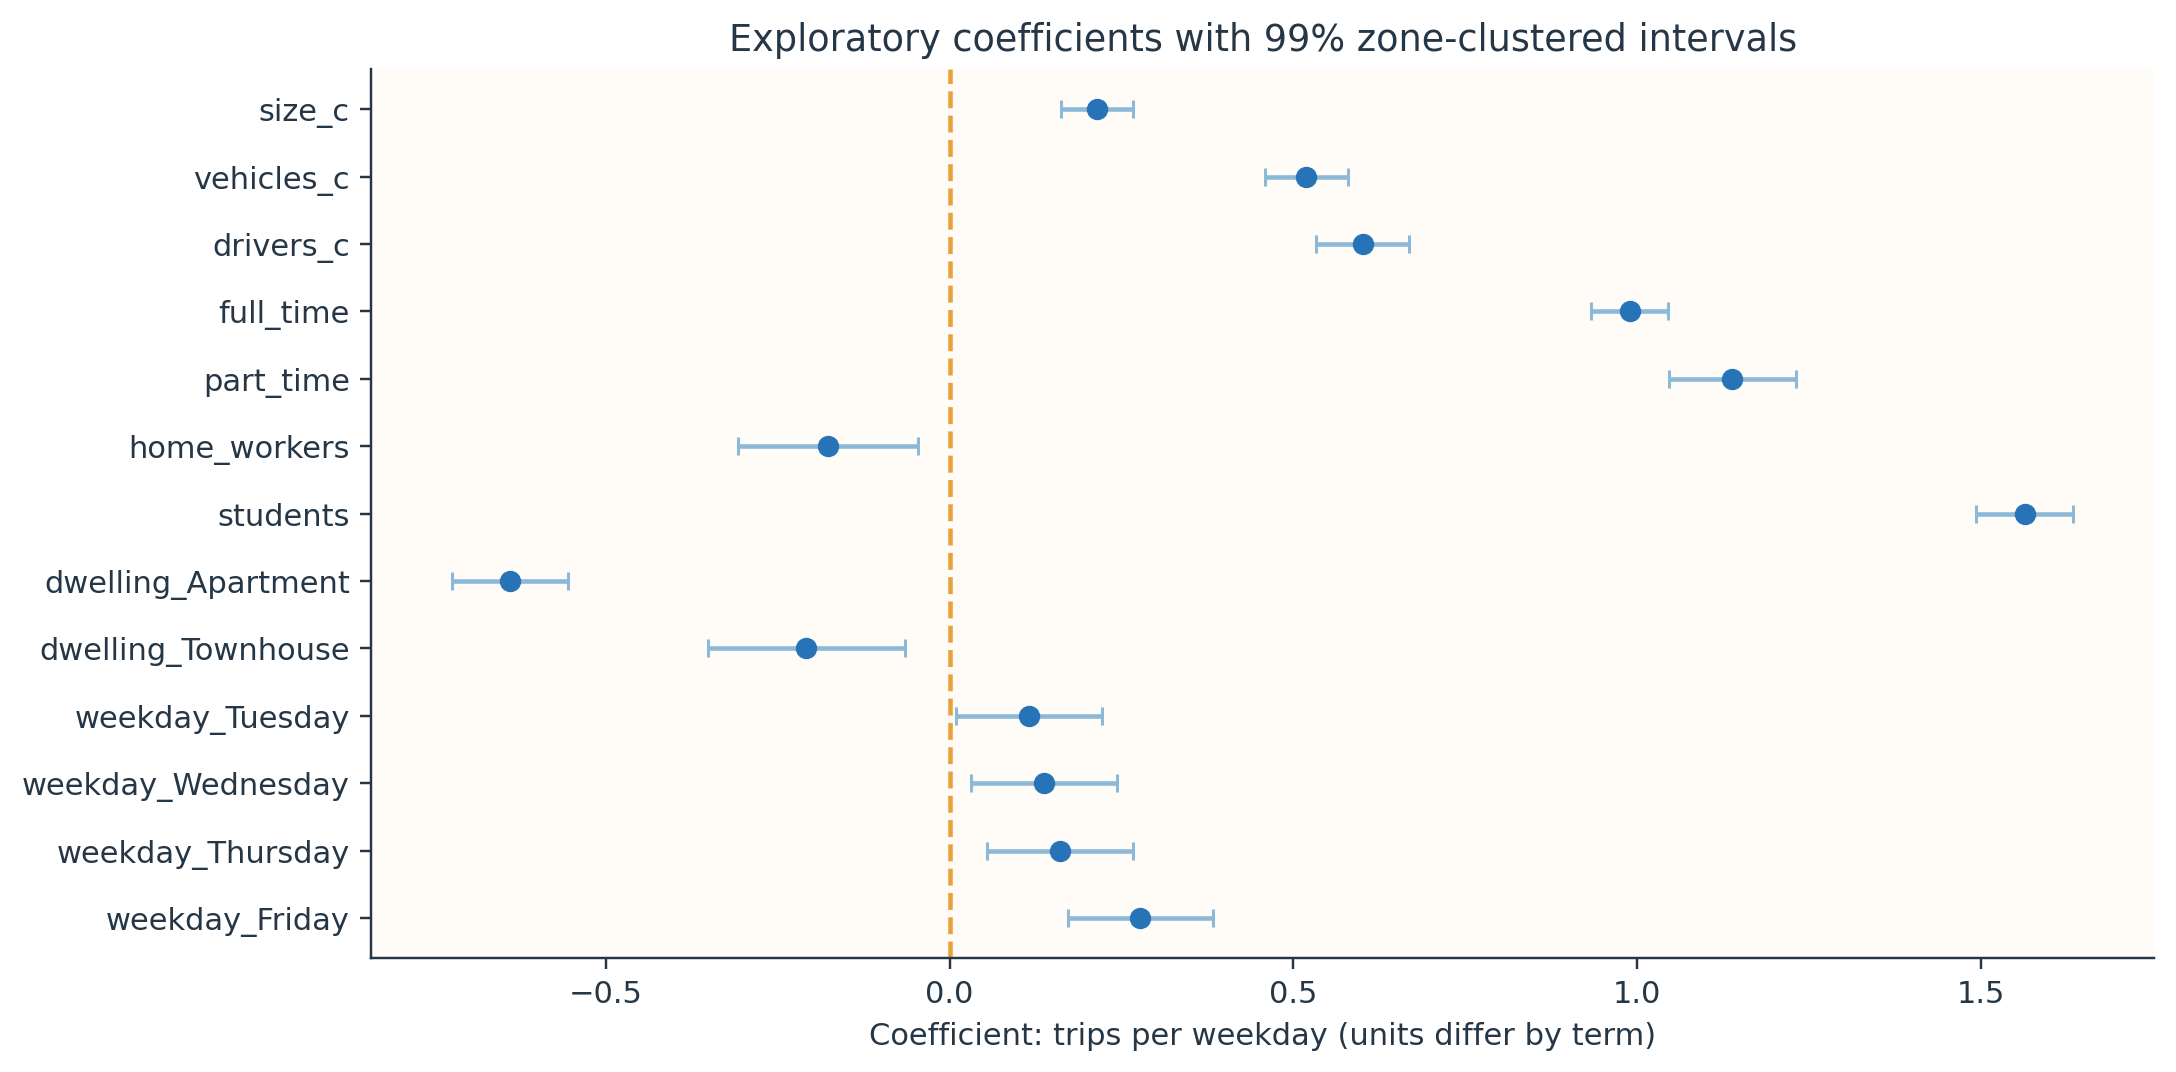 Exploratory coefficients with 99% zone-clustered intervals
size_c
vehicles_c
drivers_c
full_time
part_time
home_workers
students
dwelling_Apartment
dwelling_Townhouse
weekday_Tuesday
weekday_Wednesday
weekday_Thursday
weekday_Friday
−0.5 0.0 0.5 1.0 1.5
Coefficient: trips per weekday (units differ by term)